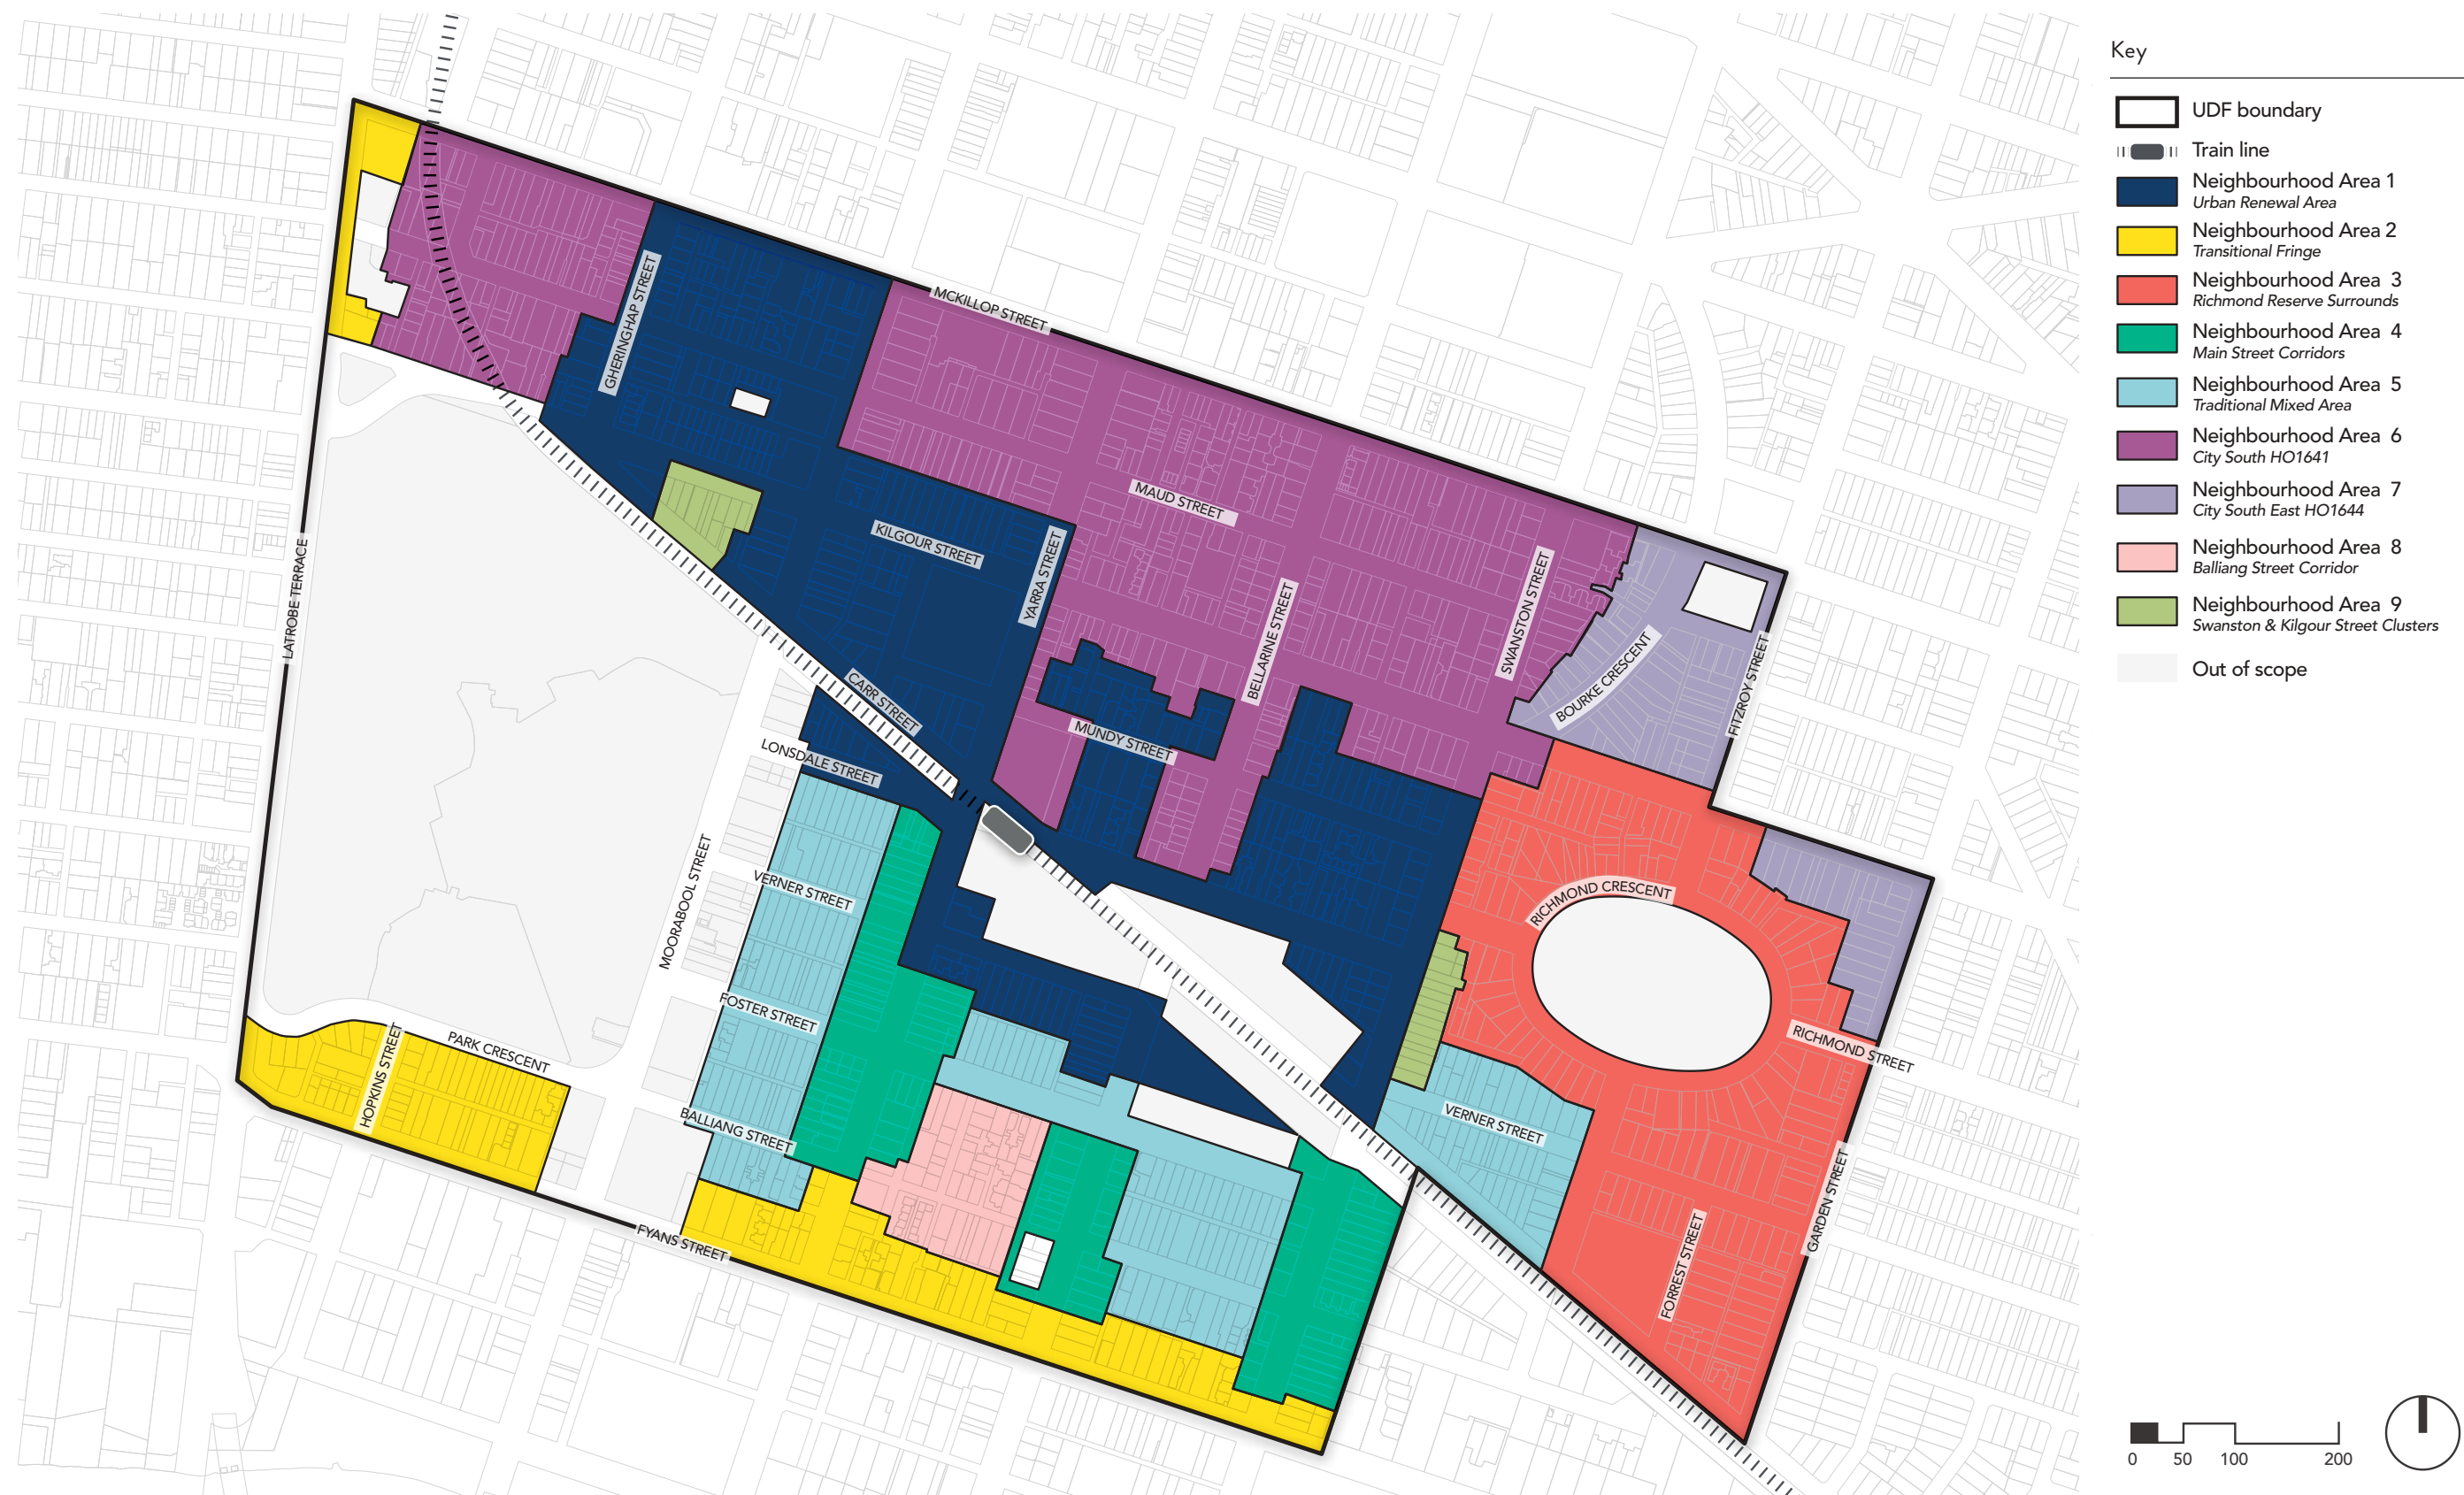 Key
UDF boundary
Train line
Neighbourhood Area 1
Urban Renewal Area
Neighbourhood Area 2
Transitional Fringe
Neighbourhood Area 3
Richmond Reserve Surrounds
Neighbourhood Area 4
Main Street Corridors
Neighbourhood Area 5
Traditional Mixed Area
Neighbourhood Area 6
City South HO1641
Neighbourhood Area 7
City South East HO1644
Neighbourhood Area 8
Balliang Street Corridor
Neighbourhood Area 9
Swanston & Kilgour Street Clusters
Out of scope
0 50 100 200
MCKILLOP STREET
GHERINGHAP STREET
MAUD STREET
KILGOUR STREET
YARRA STREET
LATROBE TERRACE
SWANSTON STREET
BELLARINE STREET
BOURKE CRESCENT
FITZROY STREET
CARR STREET
MUNDY STREET
LONSDALE STREET
MOORABOOL STREET
VERNER STREET
RICHMOND CRESCENT
FOSTER STREET
RICHMOND STREET
PARK CRESCENT
HOPKINS STREET
BALLIANG STREET
VERNER STREET
GARDEN STREET
FORREST STREET
FYANS STREET